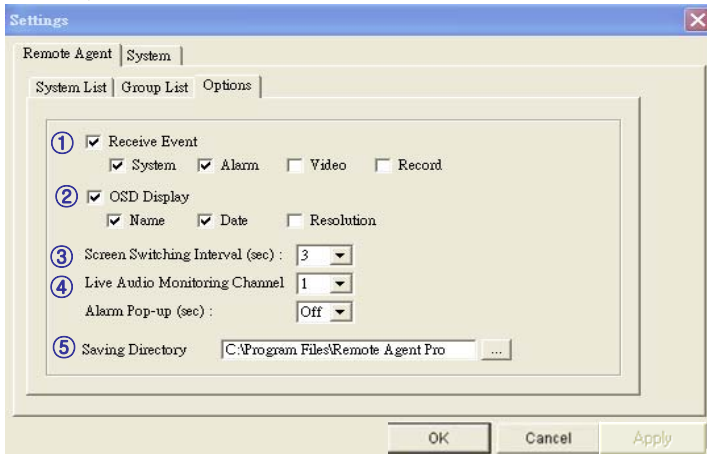 Settings
Remote Agent System
System List Group List Options
① Receive Event
System Alarm Video Record
② OSD Display
Name Date Resolution
③ Screen Switching Interval (sec) : 3
④ Live Audio Monitoring Channel 1
Alarm Pop-up (sec) : Off
⑤ Saving Directory C:\Program Files\Remote Agent Pro ...
OK Cancel Apply